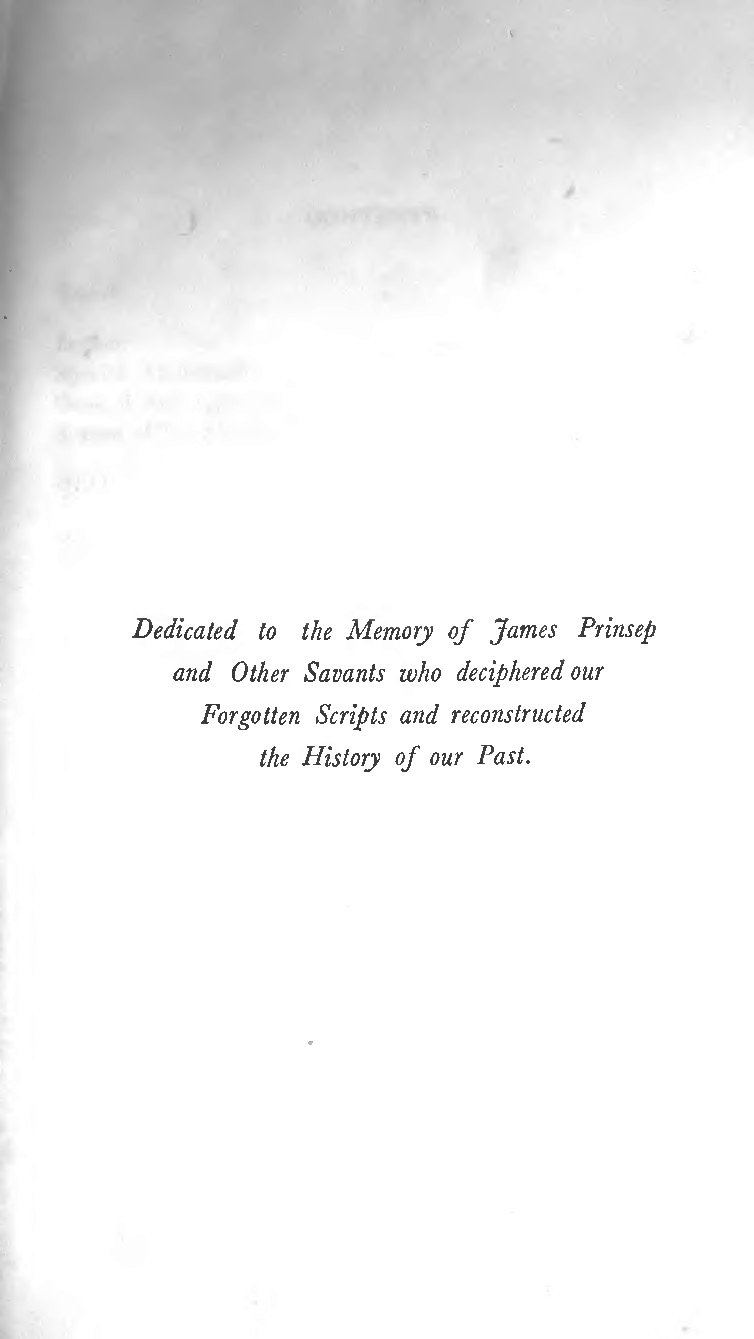 Dedicated to the Memory of James Prinsep
and Other Savants who deciphered our
Forgotten Scripts and reconstructed
the History of our Past.